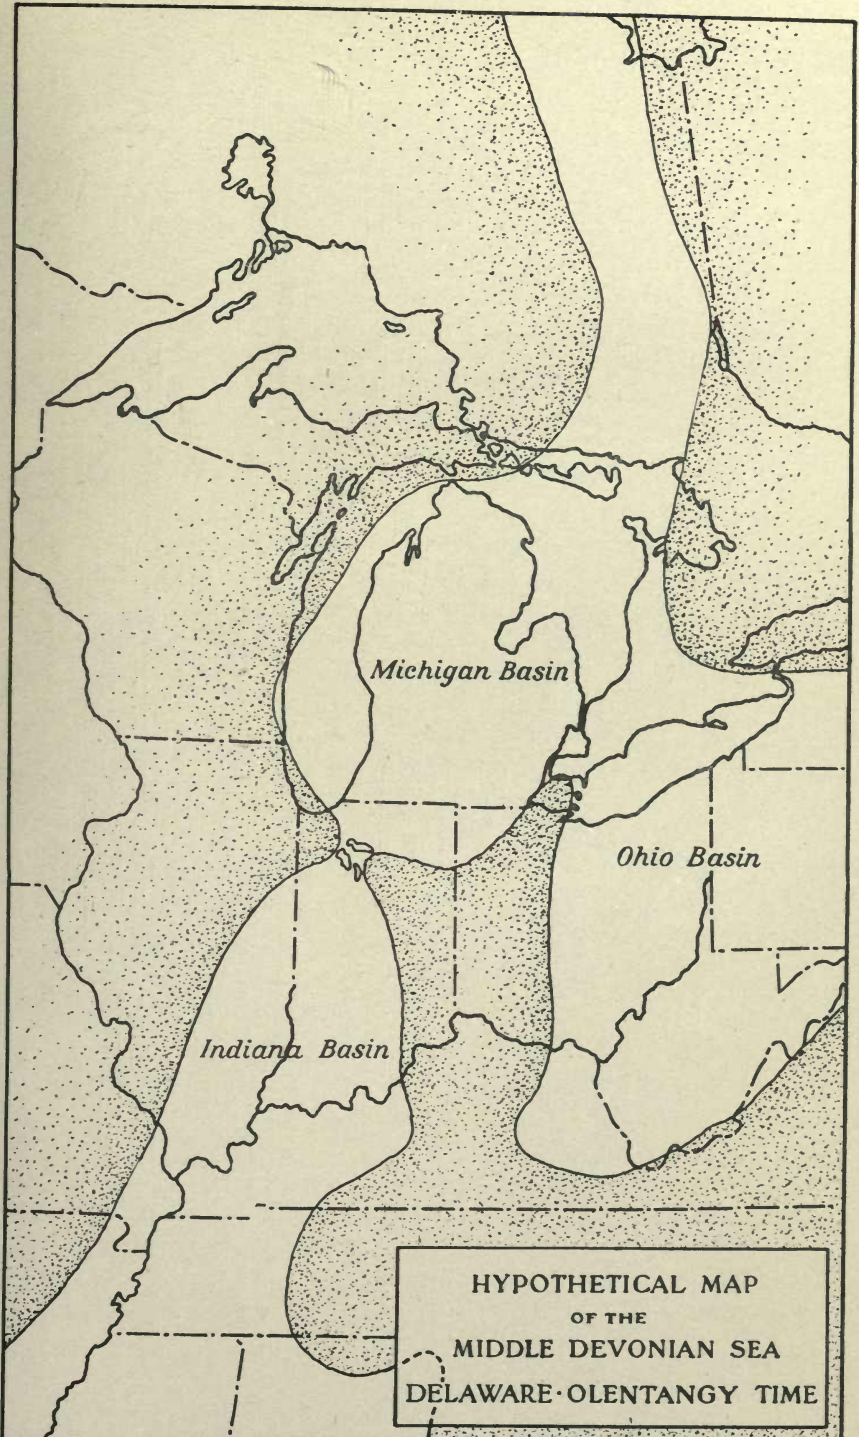 Michigan Basin
Ohio Basin
Indiana Basin
HYPOTHETICAL MAP
OF THE
MIDDLE DEVONIAN SEA
DELAWARE·OLENTANGY TIME